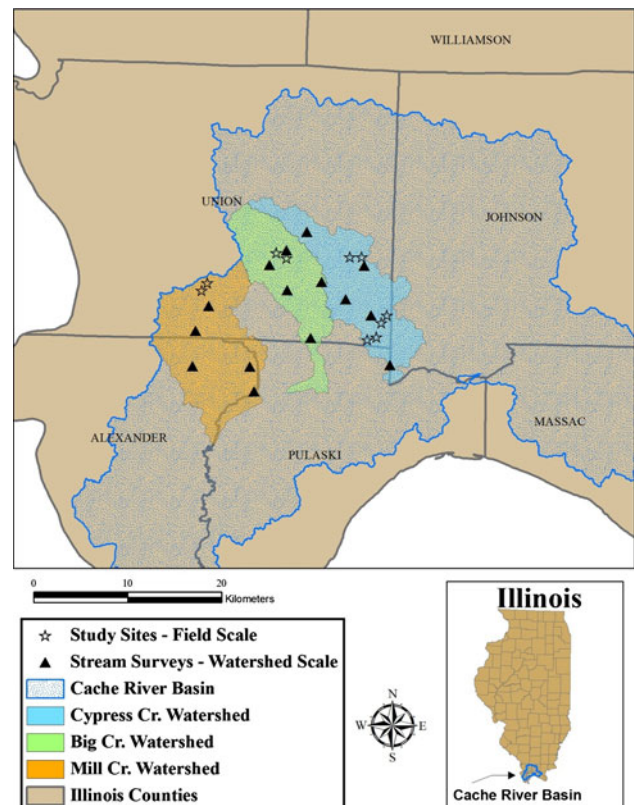 WILLIAMSON
UNION
JOHNSON
ALEXANDER
PULASKI
MASSAC
0 10 20
Kilometers
Study Sites - Field Scale
Stream Surveys - Watershed Scale
Cache River Basin
Cypress Cr. Watershed
Big Cr. Watershed
Mill Cr. Watershed
Illinois Counties
N
W E
S
Illinois
Cache River Basin